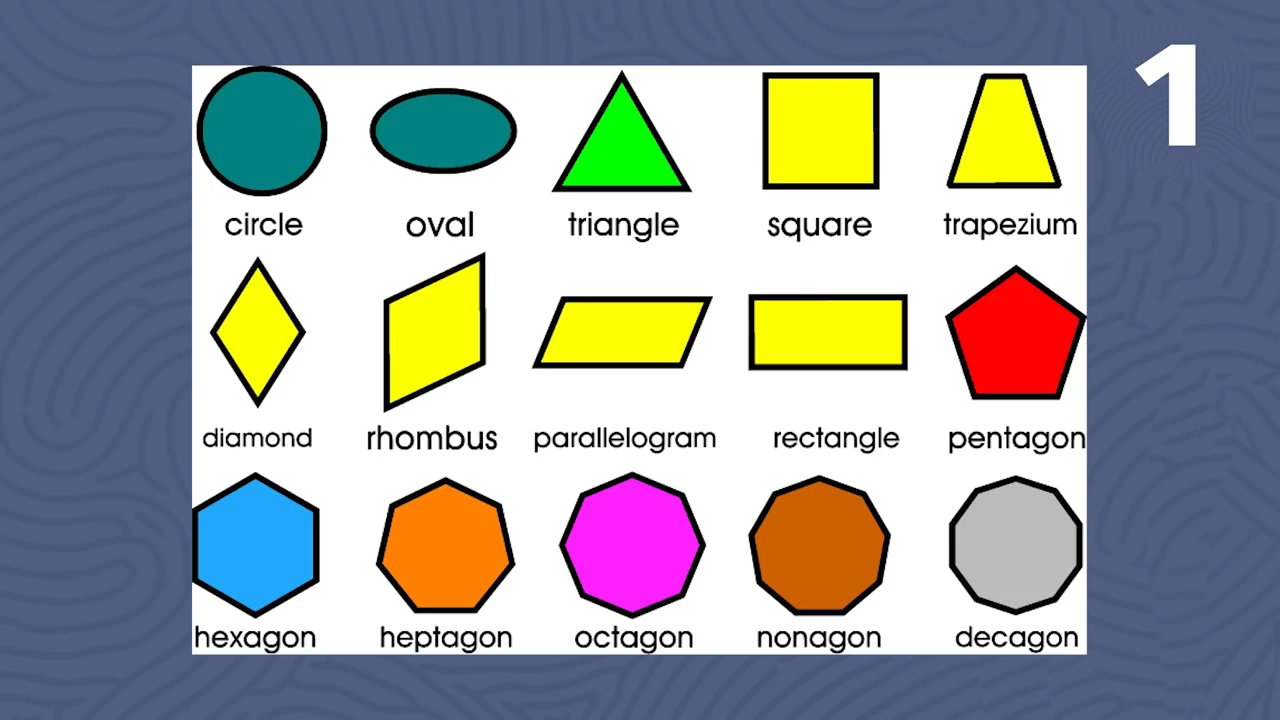 1
circle oval triangle square trapezium
diamond rhombus parallelogram rectangle pentagon
hexagon heptagon octagon nonagon decagon